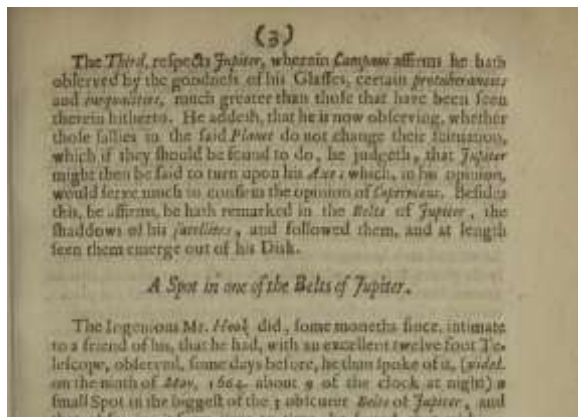 (3)
The Third, respects Jupiter, wherein Campani affirms he hath
observed by the goodness of his Glasses, certain protuberancies
and inequalities, much greater than those that have been seen
therein hitherto. He addeth, that he is now observing, whether
those sallies in the said Planet do not change their scituation,
which if they should be found to do, he judgeth, that Jupiter
might then be said to turn upon his Axe; which, in his opinion,
would serve much to confirm the opinion of Copernicus. Besides
this, he affirms, he hath remarked in the Belts of Jupiter, the
shaddows of his satellites, and followed them, and at length
seen them emerge out of his Disk.
A Spot in one of the Belts of Jupiter.
The Ingenious Mr. Hook did, some moneths since, intimate
to a friend of his, that he had, with an excellent twelve foot Te-
lescope, observed, some days before, he then spoke of it, (videl.
on the ninth of May, 1664. about 9 of the clock at night) a
small Spot in the biggest of the 3 obscurer Belts of Jupiter, and